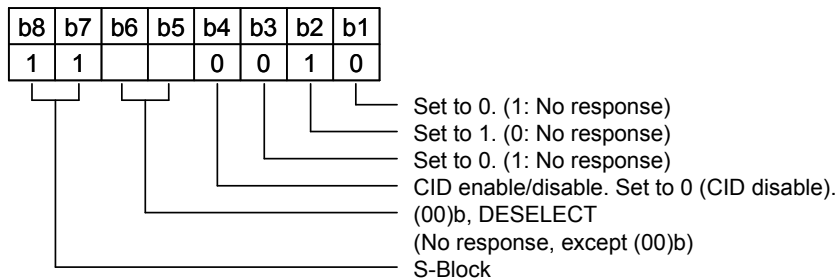 b8 b7 b6 b5 b4 b3 b2 b1
1 1 0 0 1 0
Set to 0. (1: No response)
Set to 1. (0: No response)
Set to 0. (1: No response)
CID enable/disable. Set to 0 (CID disable).
(00)b, DESELECT
(No response, except (00)b)
S-Block